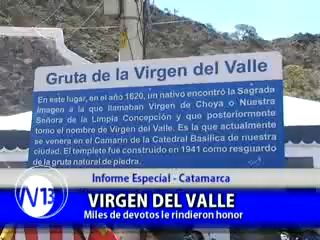 Gruta de la Virgen del Valle
En este lugar, en el año 1620, un nativo encontró la Sagrada
Imagen a la que llamaban Virgen de Choya o Nuestra
Señora de la Limpia Concepción y que posteriormente
tomo el nombre de Virgen del Valle. Es la que actualmente
se venera en el Camarín de la Catedral Basílica de nuestra
ciudad. El templete fue construido en 1941 como resguardo
de la gruta natural de piedra.
Informe Especial - Catamarca
N13
VIRGEN DEL VALLE
Miles de devotos le rindieron honor